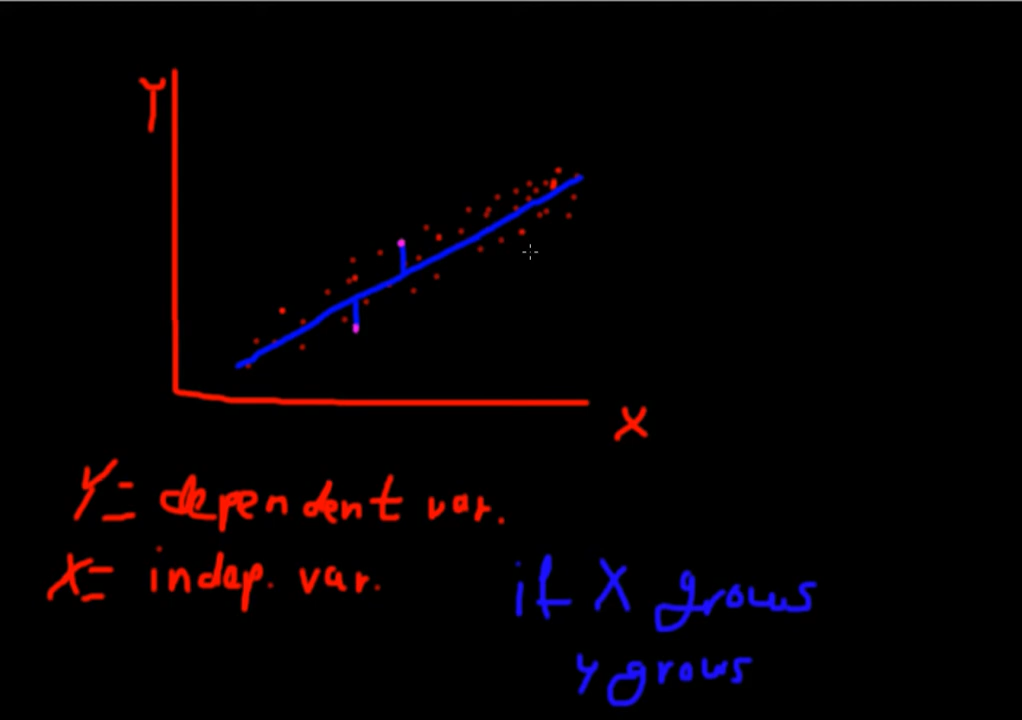 Y
X
Y= dependent var.
X= indep. var.
if X grows
y grows